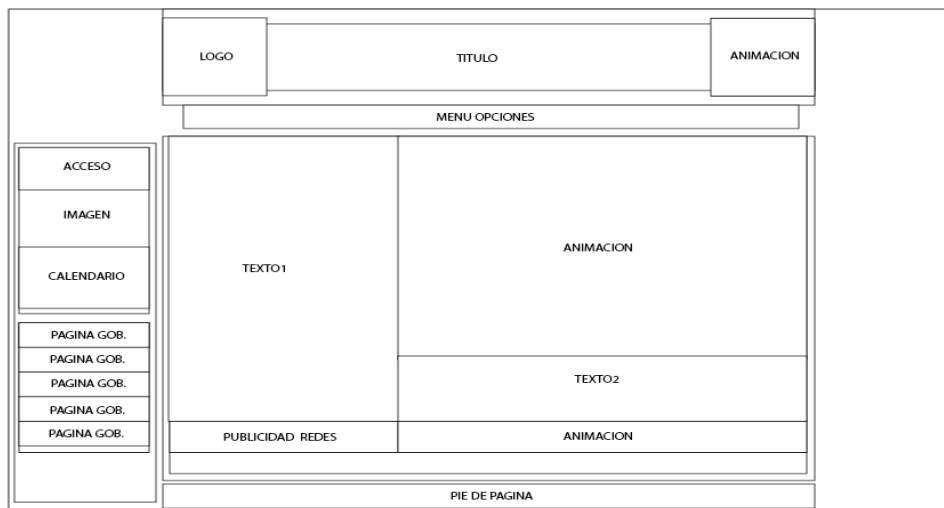 LOGO
TITULO
ANIMACION
MENU OPCIONES
ACCESO
IMAGEN
CALENDARIO
PAGINA GOB.
PAGINA GOB.
PAGINA GOB.
PAGINA GOB.
PAGINA GOB.
TEXTO1
ANIMACION
TEXTO2
PUBLICIDAD REDES
ANIMACION
PIE DE PAGINA